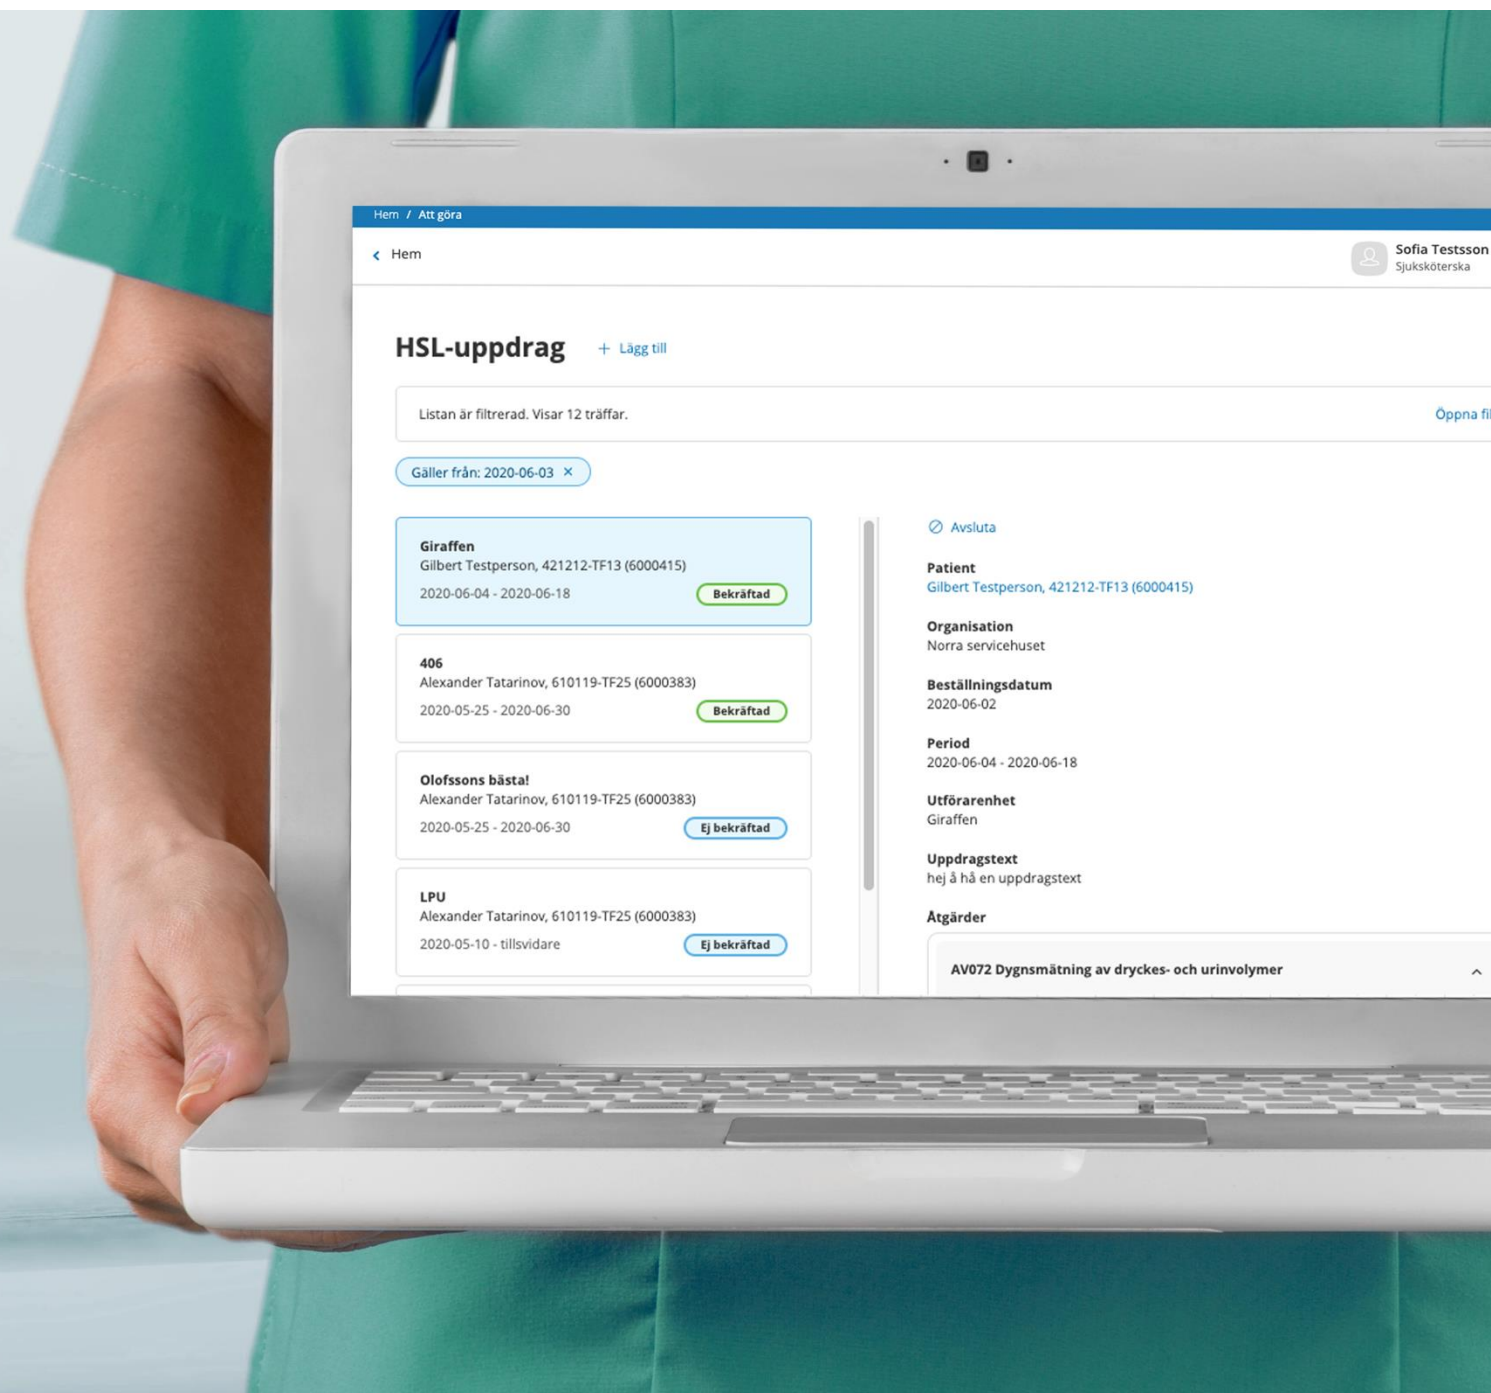 Hem / Att göra
Hem
Sofia Testsson
Sjuksköterska
HSL-uppdrag
+ Lägg till
Listan är filtrerad. Visar 12 träffar.
Öppna fil
Gäller från: 2020-06-03 ×
Giraffen
Gilbert Testperson, 421212-TF13 (6000415)
2020-06-04 - 2020-06-18
Bekräftad
406
Alexander Tatarinov, 610119-TF25 (6000383)
2020-05-25 - 2020-06-30
Bekräftad
Olofssons bästa!
Alexander Tatarinov, 610119-TF25 (6000383)
2020-05-25 - 2020-06-30
Ej bekräftad
LPU
Alexander Tatarinov, 610119-TF25 (6000383)
2020-05-10 - tillsvidare
Ej bekräftad
Avsluta
Patient
Gilbert Testperson, 421212-TF13 (6000415)
Organisation
Norra servicehuset
Beställningsdatum
2020-06-02
Period
2020-06-04 - 2020-06-18
Utförarenhet
Giraffen
Uppdragstext
hej å hå en uppdragstext
Åtgärder
AV072 Dygnsmätning av dryckes- och urinvolymer